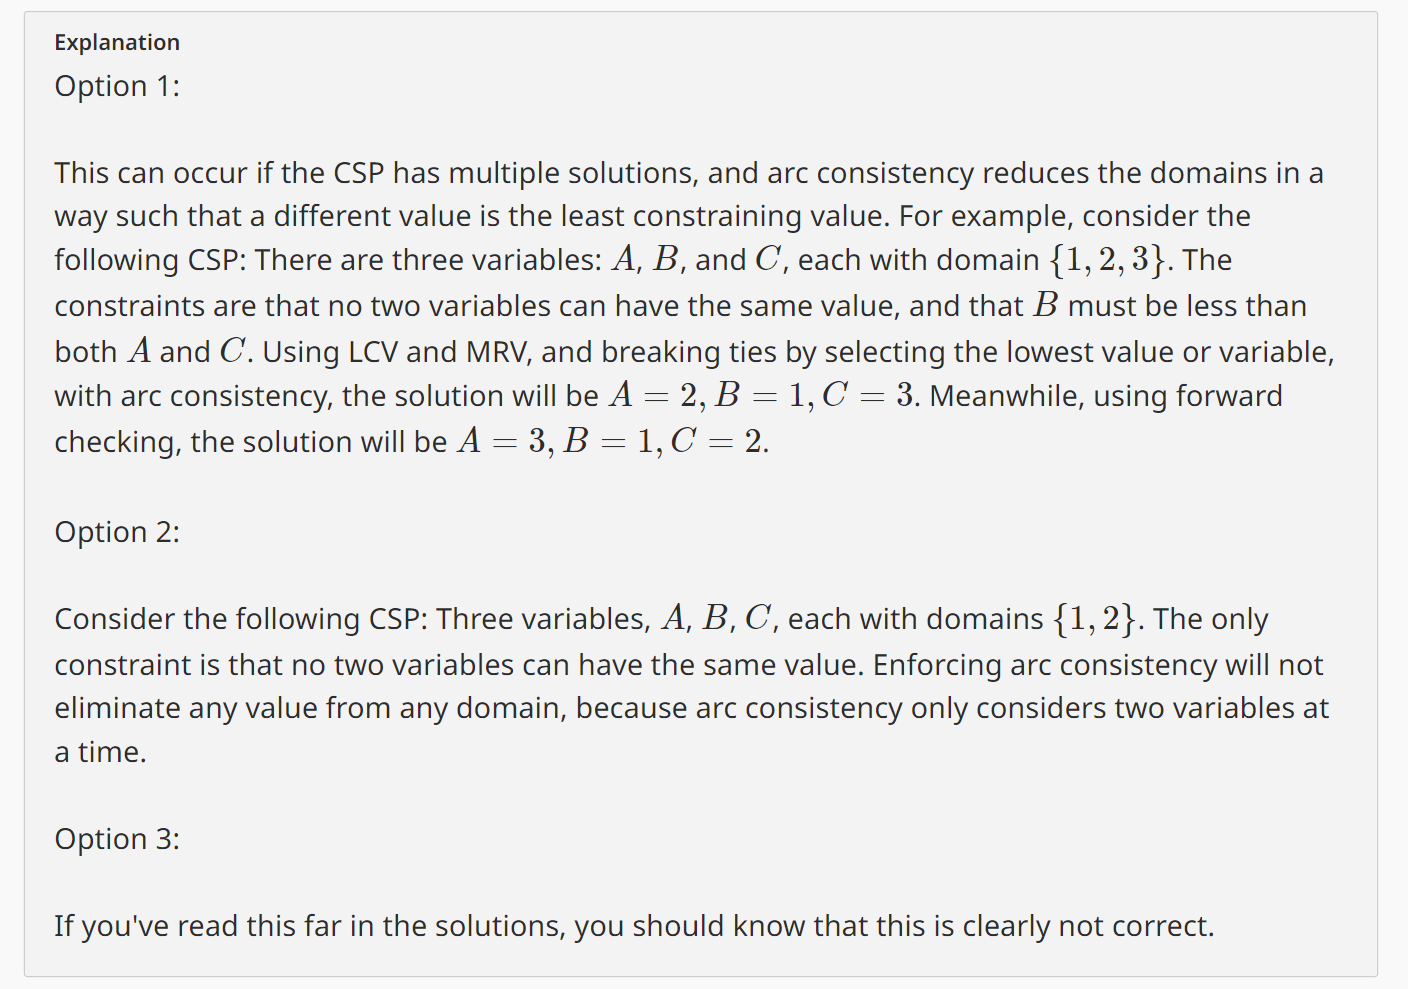 Explanation
Option 1:
This can occur if the CSP has multiple solutions, and arc consistency reduces the domains in a
way such that a different value is the least constraining value. For example, consider the
following CSP: There are three variables: A, B, and C, each with domain {1, 2, 3}. The
constraints are that no two variables can have the same value, and that B must be less than
both A and C. Using LCV and MRV, and breaking ties by selecting the lowest value or variable,
with arc consistency, the solution will be A = 2, B = 1, C = 3. Meanwhile, using forward
checking, the solution will be A = 3, B = 1, C = 2.
Option 2:
Consider the following CSP: Three variables, A, B, C, each with domains {1, 2}. The only
constraint is that no two variables can have the same value. Enforcing arc consistency will not
eliminate any value from any domain, because arc consistency only considers two variables at
a time.
Option 3:
If you've read this far in the solutions, you should know that this is clearly not correct.